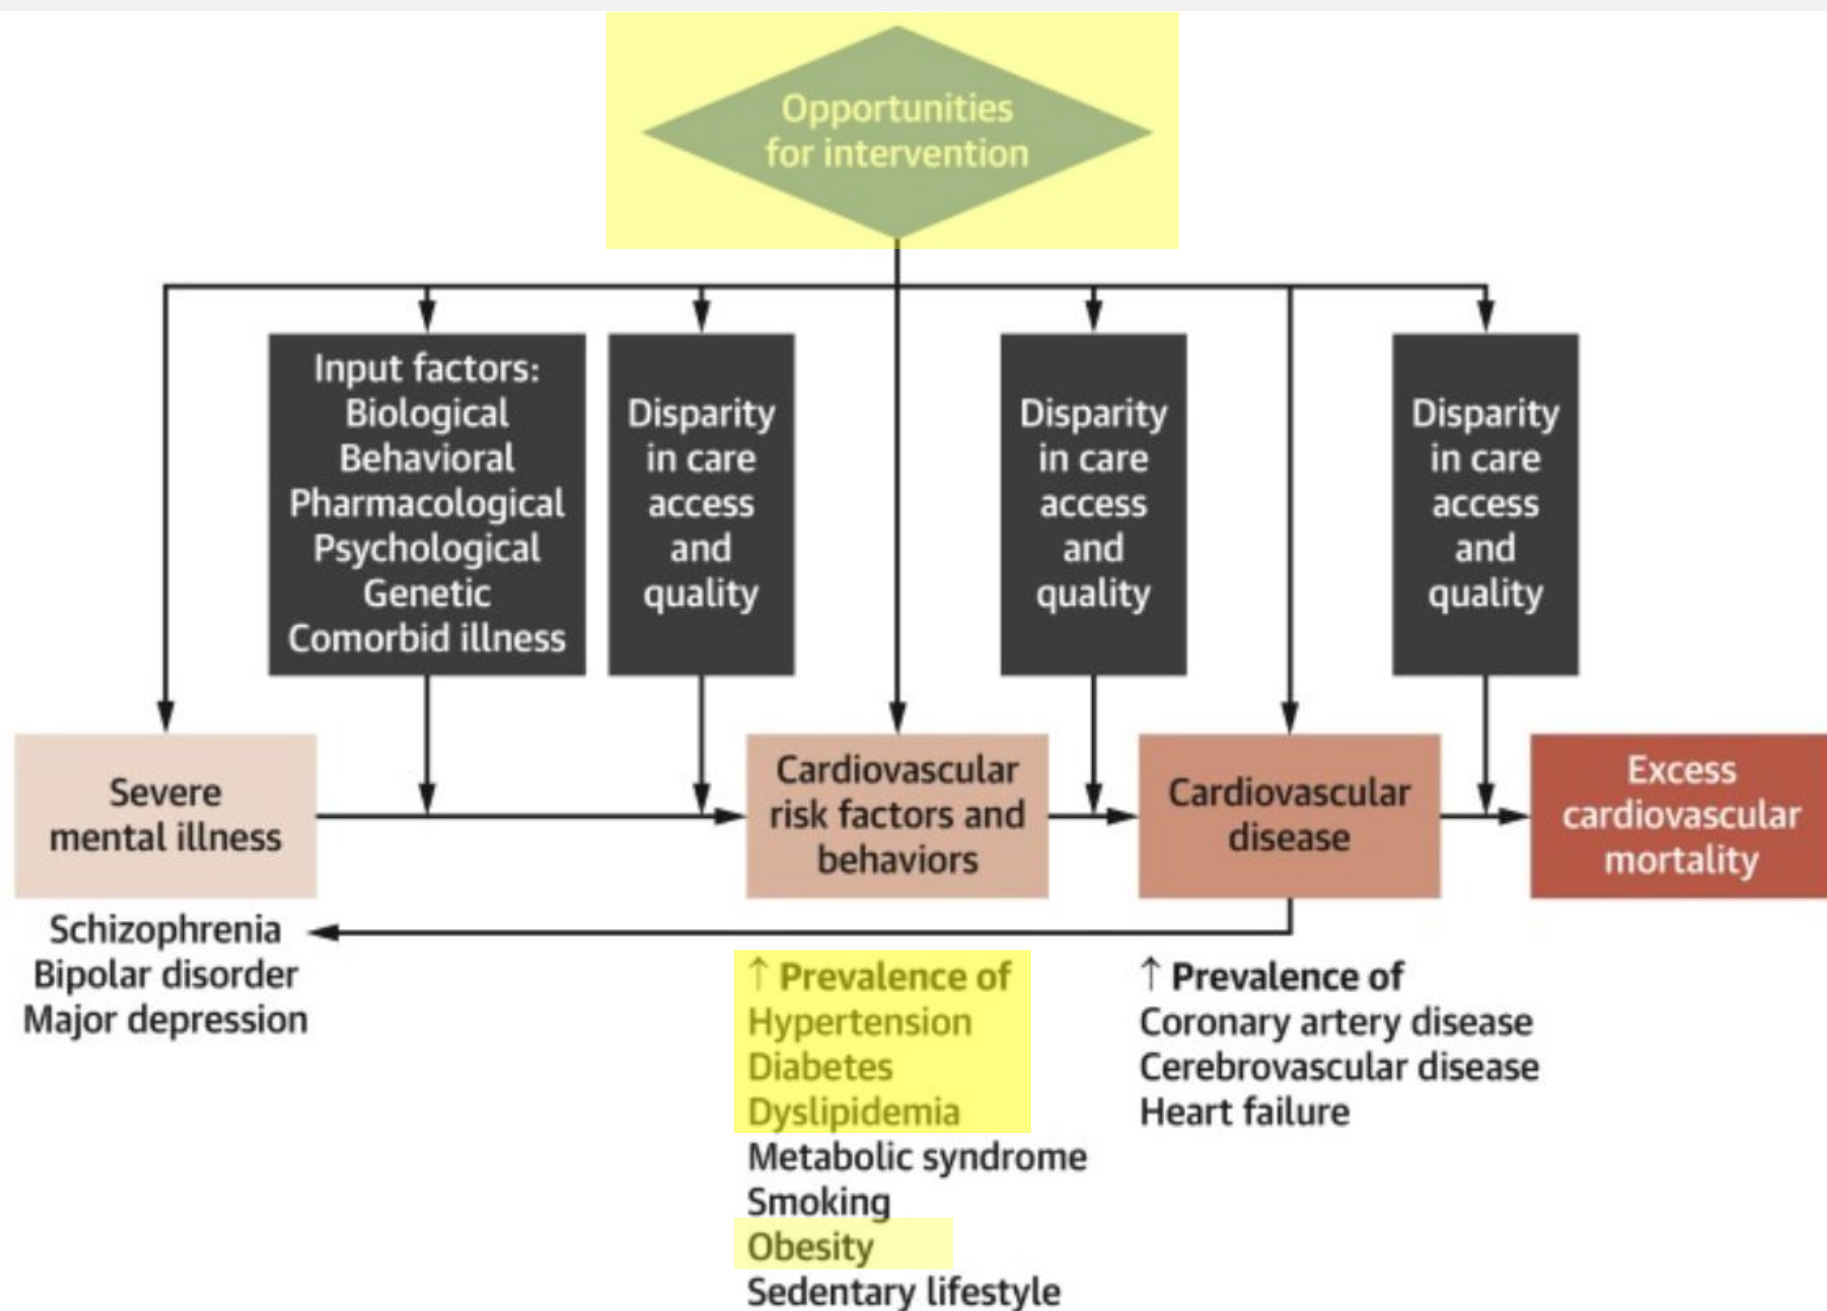 Opportunities
for intervention
Input factors:
Biological
Behavioral
Pharmacological
Psychological
Genetic
Comorbid illness
Disparity
in care
access
and
quality
Disparity
in care
access
and
quality
Disparity
in care
access
and
quality
Severe
mental illness
Cardiovascular
risk factors and
behaviors
Cardiovascular
disease
Excess
cardiovascular
mortality
Schizophrenia
Bipolar disorder
Major depression
↑ Prevalence of
Hypertension
Diabetes
Dyslipidemia
Metabolic syndrome
Smoking
Obesity
Sedentary lifestyle
↑ Prevalence of
Coronary artery disease
Cerebrovascular disease
Heart failure